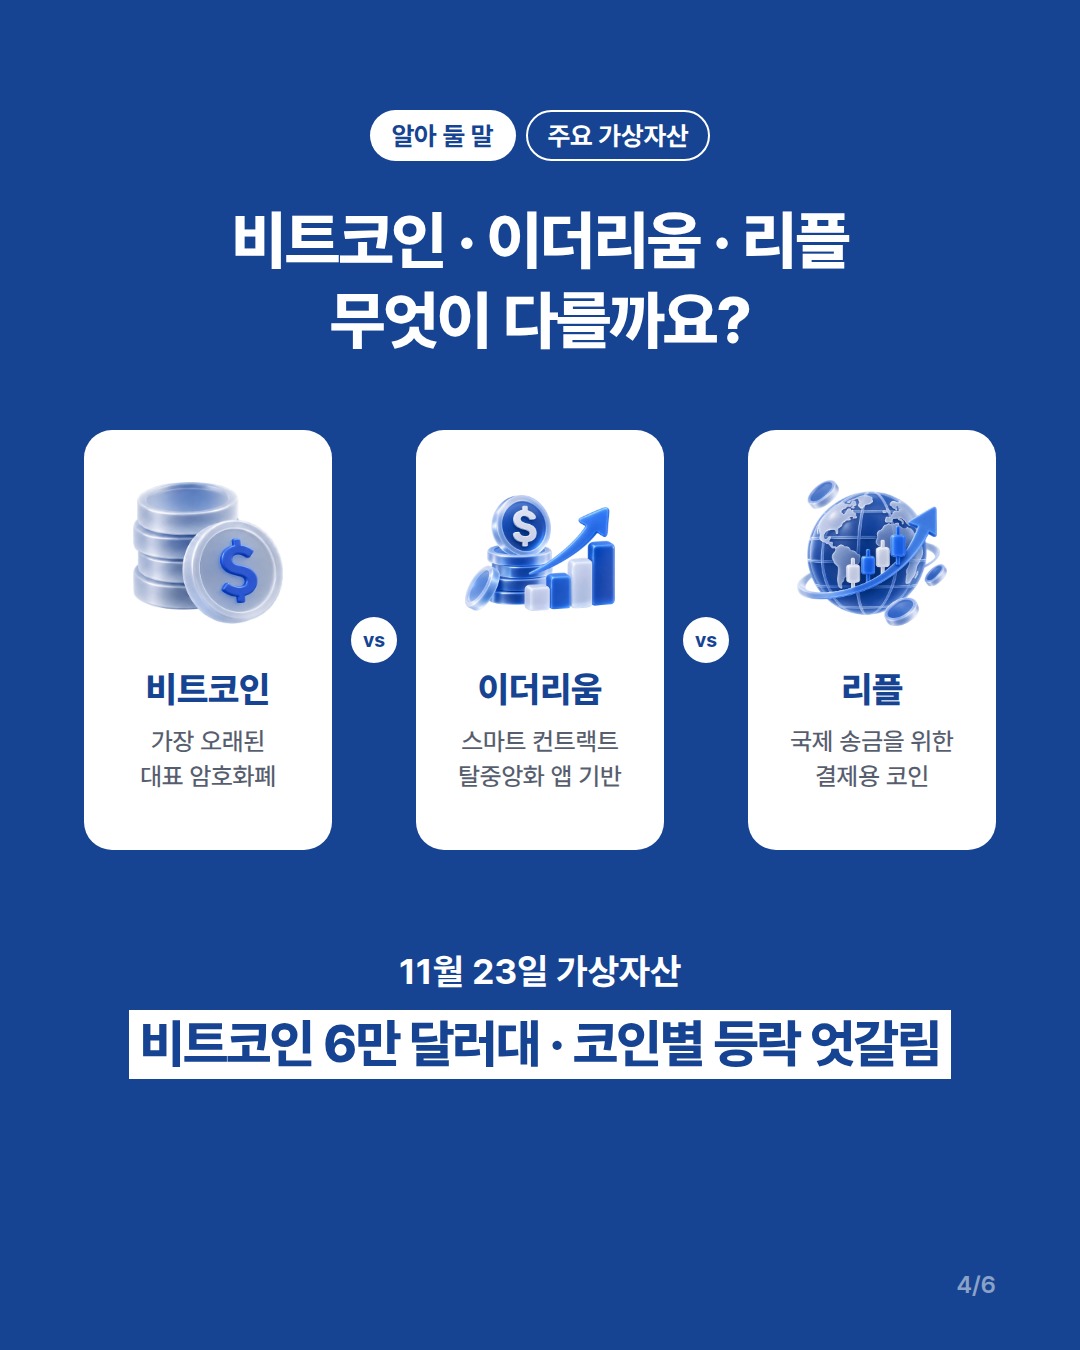 알아 둘 말
주요 가상자산
비트코인 · 이더리움 · 리플
무엇이 다를까요?
$
비트코인
가장 오래된
대표 암호화폐
vs
$
이더리움
스마트 컨트랙트
탈중앙화 앱 기반
vs
리플
국제 송금을 위한
결제용 코인
11월 23일 가상자산
비트코인 6만 달러대 · 코인별 등락 엇갈림
4/6